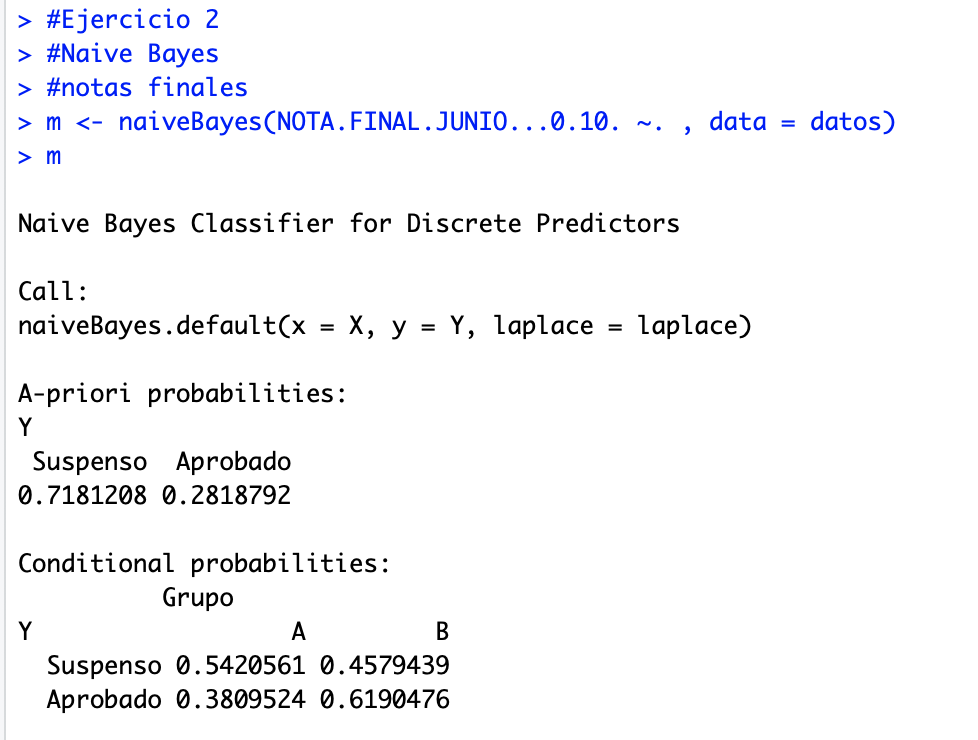 > #Ejercicio 2
> #Naive Bayes
> #notas finales
> m <- naiveBayes(NOTA.FINAL.JUNIO...0.10. ~. , data = datos)
> m
Naive Bayes Classifier for Discrete Predictors
Call:
naiveBayes.default(x = X, y = Y, laplace = laplace)
A-priori probabilities:
Y
 Suspenso  Aprobado
0.7181208 0.2818792
Conditional probabilities:
          Grupo
Y                  A         B
  Suspenso 0.5420561 0.4579439
  Aprobado 0.3809524 0.6190476